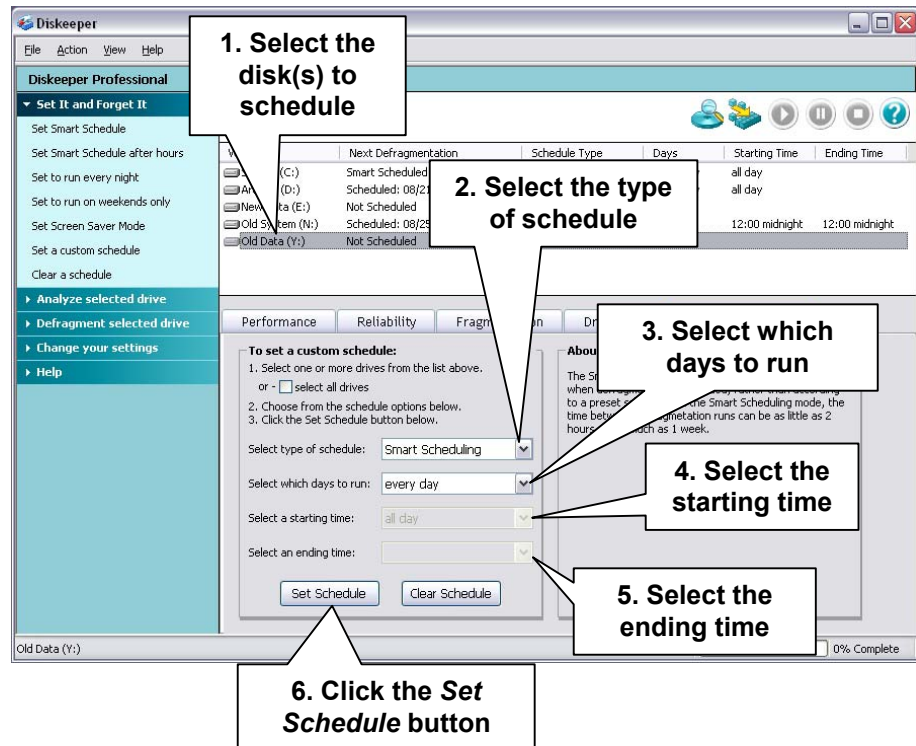 Diskeeper
File Action View Help
1. Select the
disk(s) to
schedule
Diskeeper Professional
Set It and Forget It
Set Smart Schedule
Set Smart Schedule after hours
Set to run every night
Set to run on weekends only
Set Screen Saver Mode
Set a custom schedule
Clear a schedule
Analyze selected drive
Defragment selected drive
Change your settings
Help
Next Defragmentation Schedule Type Days Starting Time Ending Time
(C:) Smart Scheduled all day
(D:) Scheduled: 08/21 all day
(E:) Not Scheduled
Old System (N:) Scheduled: 08/25 12:00 midnight 12:00 midnight
Old Data (Y:) Not Scheduled
2. Select the type
of schedule
Performance Reliability
3. Select which
days to run
To set a custom schedule:
1. Select one or more drives from the list above.
or - select all drives
2. Choose from the schedule options below.
3. Click the Set Schedule button below.
Select type of schedule: Smart Scheduling
Select which days to run: every day
Select a starting time: all day
Select an ending time:
Set Schedule Clear Schedule
The
when
to a preset the Smart Scheduling mode, the
time runs can be as little as 2
hours as 1 week.
4. Select the
starting time
5. Select the
ending time
Old Data (Y:) 0% Complete
6. Click the Set
Schedule button